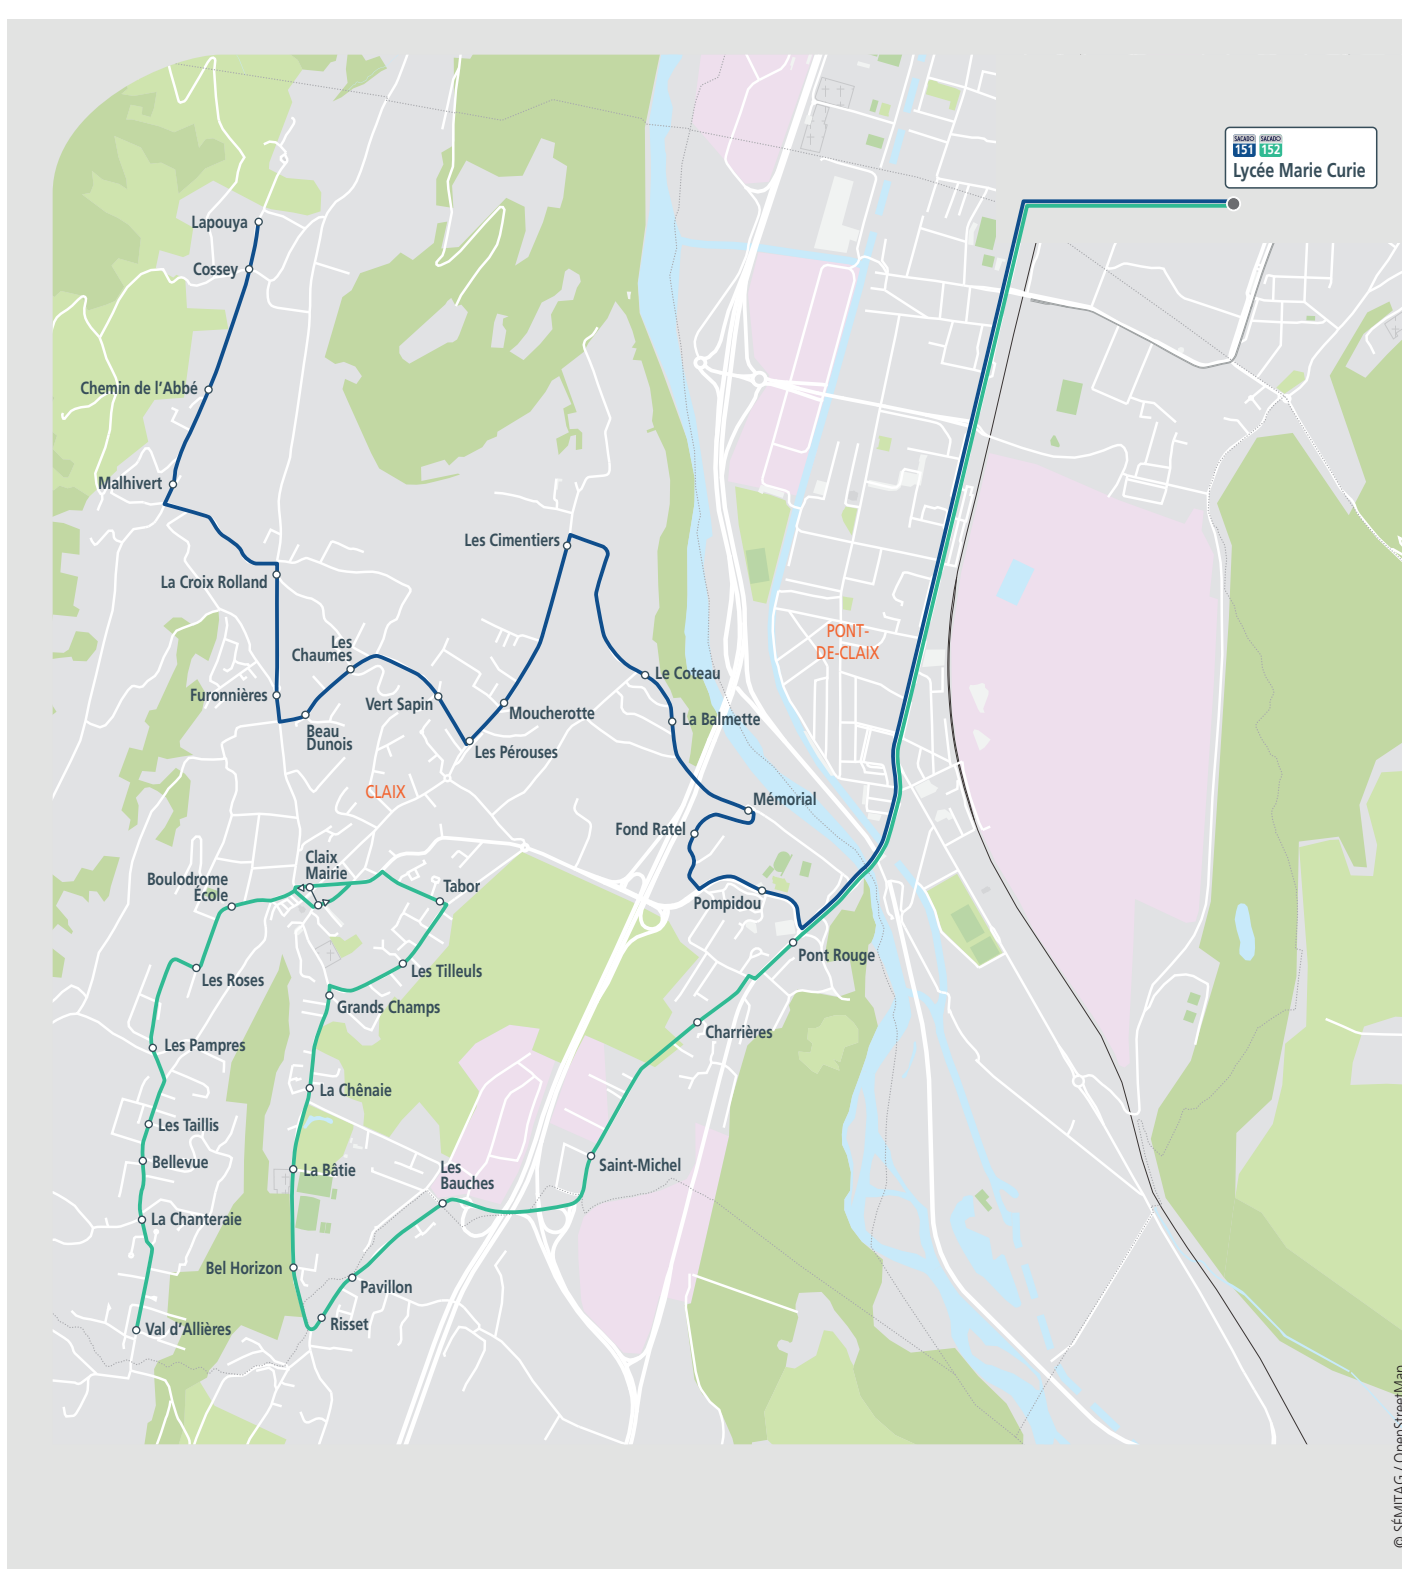 SACADO SACADO
151 152
Lycée Marie Curie
Lapouya
Cossey
Chemin de l'Abbé
Malhivert
Les Cimentiers
La Croix Rolland
PONT-
DE-CLAIX
Les
Chaumes
Le Coteau
Furonnières
Vert Sapin
Moucherotte
La Balmette
Beau
Dunois
Les Pérouses
CLAIX
Mémorial
Fond Ratel
Claix
Mairie
Boulodrome
École
Tabor
Pompidou
Pont Rouge
Les Tilleuls
Les Roses
Grands Champs
Charrières
Les Pampres
La Chênaie
Les Taillis
Bellevue
La Bâtie
Les
Bauches
Saint-Michel
La Chanteraie
Bel Horizon
Pavillon
Risset
Val d'Allières
© SÉMITAG / OpenStreetMap